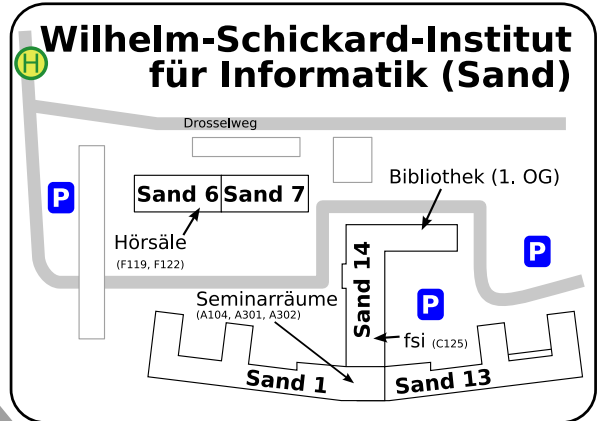 Wilhelm-Schickard-Institut
für Informatik (Sand)
H
Drosselweg
P
Sand 6
Sand 7
Bibliothek (1. OG)
Hörsäle
(F119, F122)
P
Sand 14
Seminarräume
(A104, A301, A302)
P
fsi (C125)
Sand 1
Sand 13